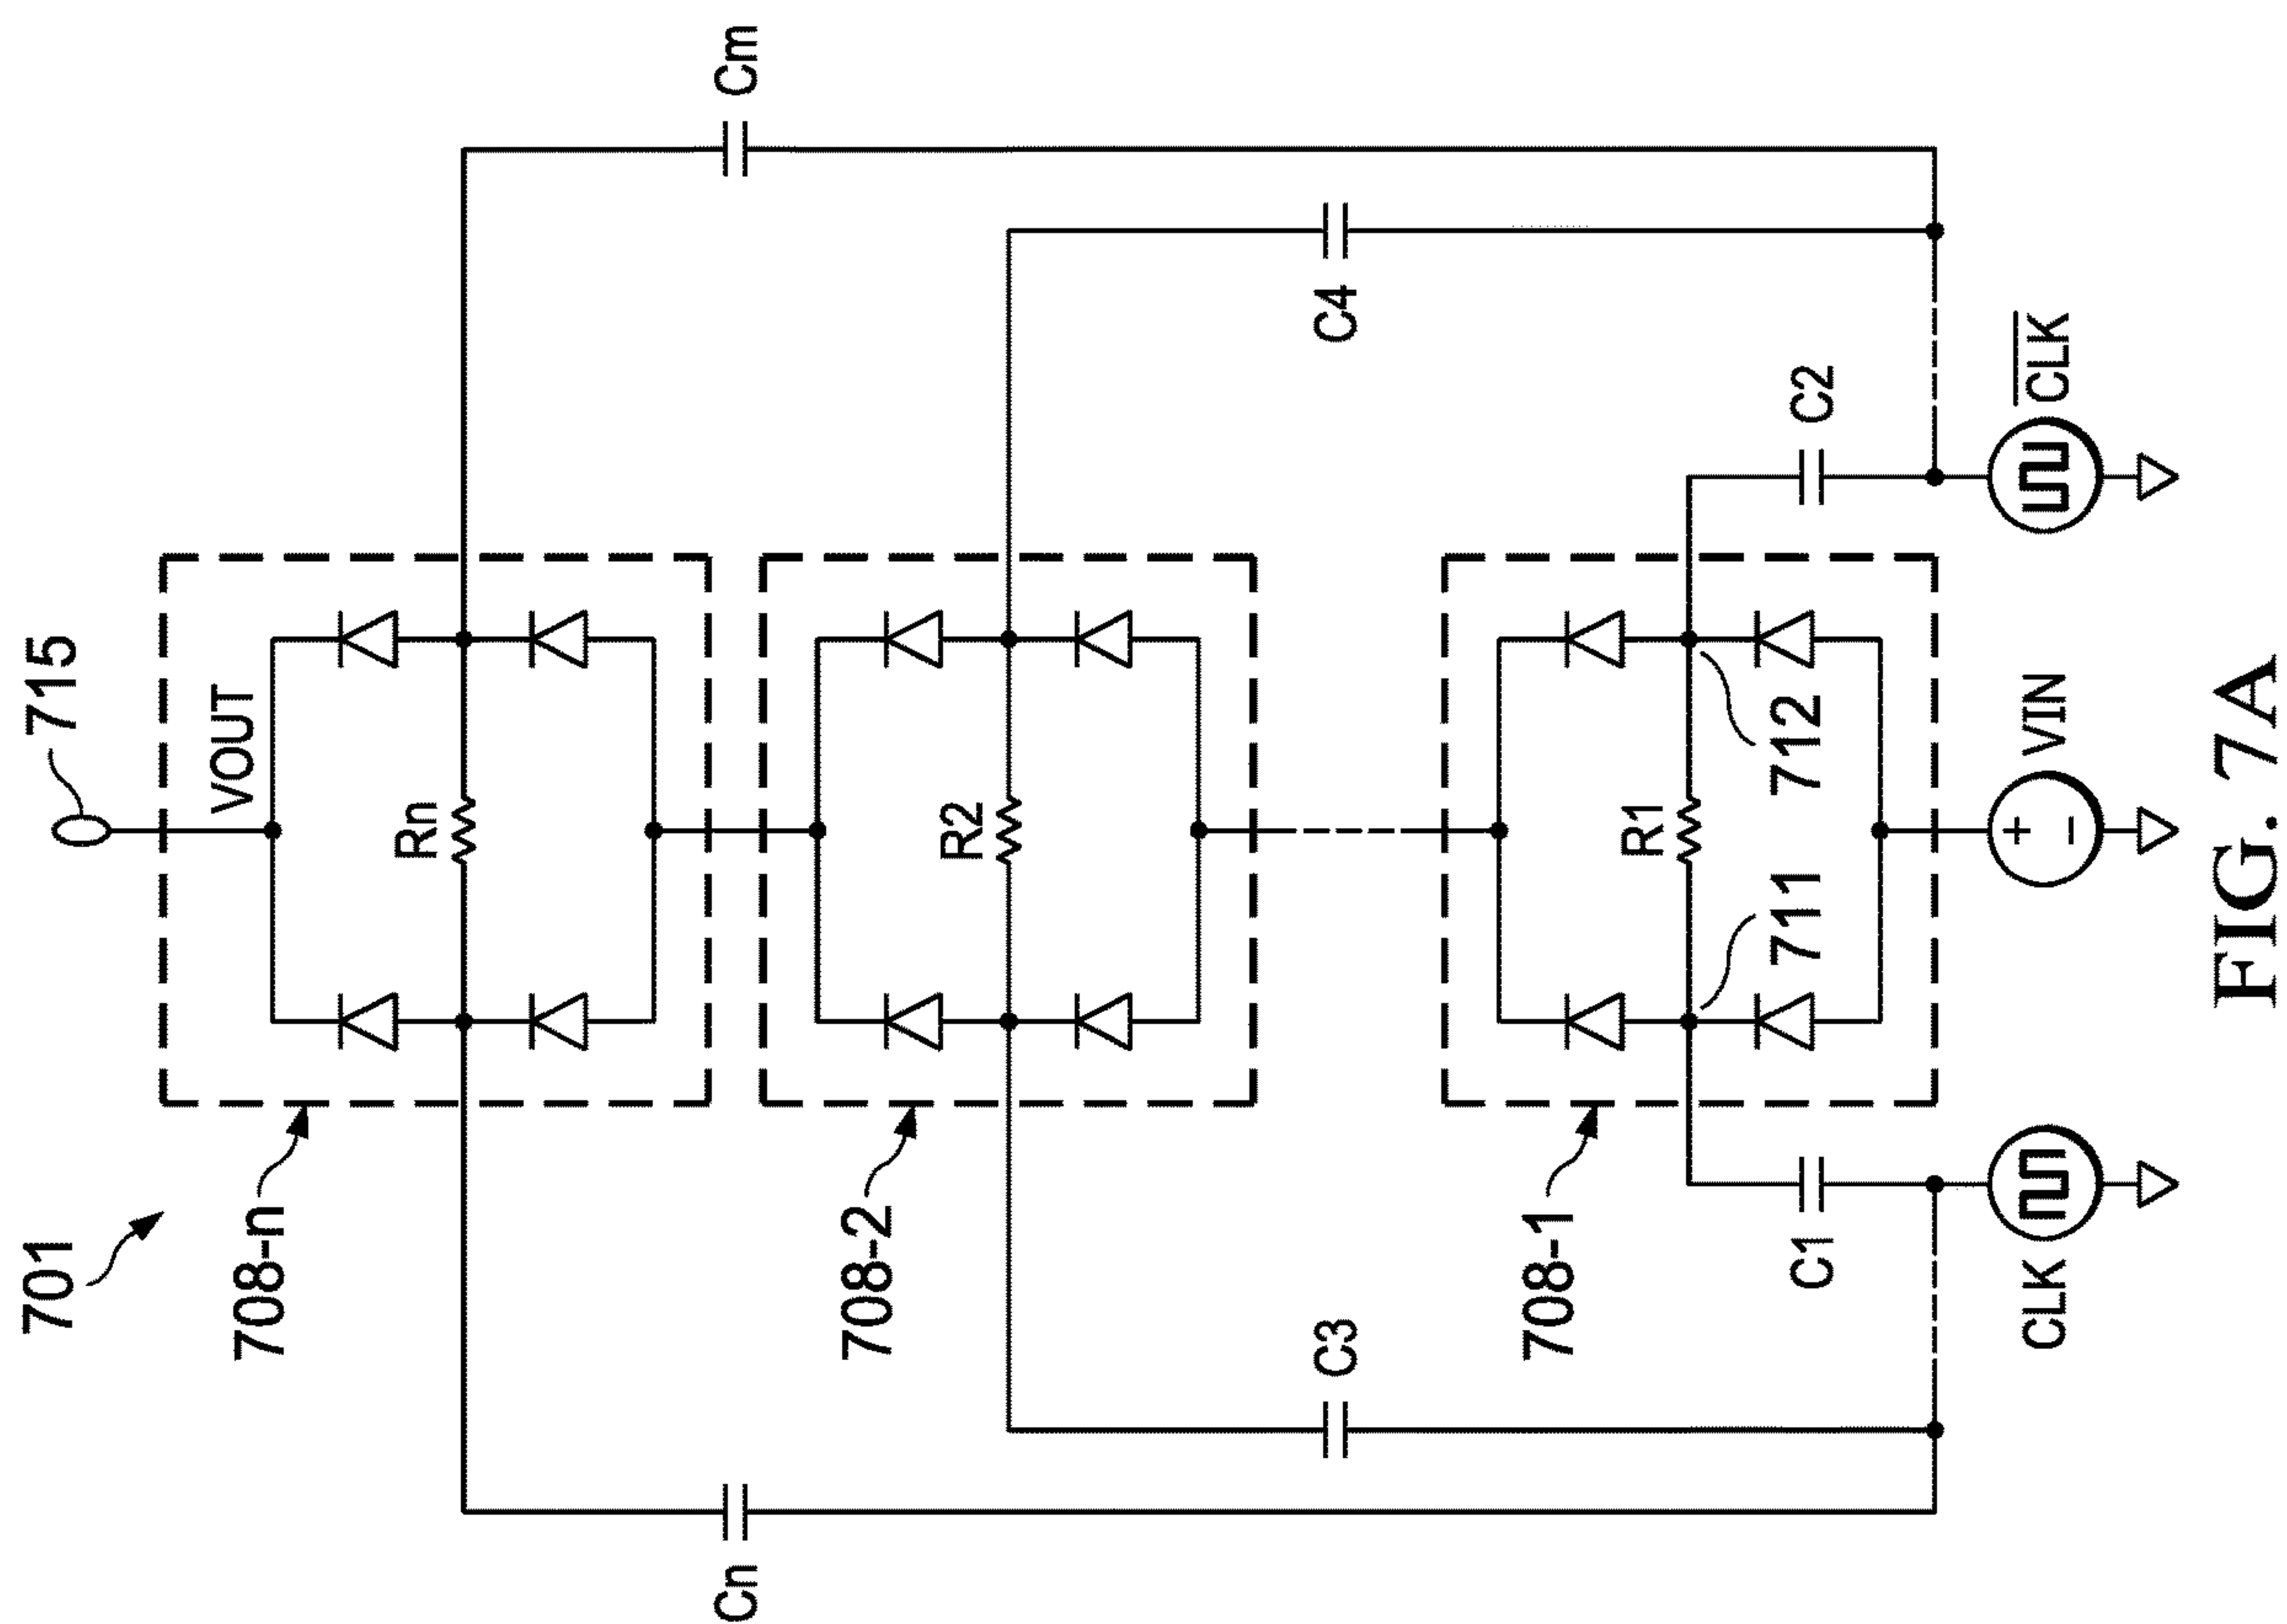 701
715
708-n
VOUT
Rn
Cn
Cm
708-2
R2
C3
C4
708-1
R1
711
712
C1
C2
CLK
VIN
CLK
+
−
FIG. 7A